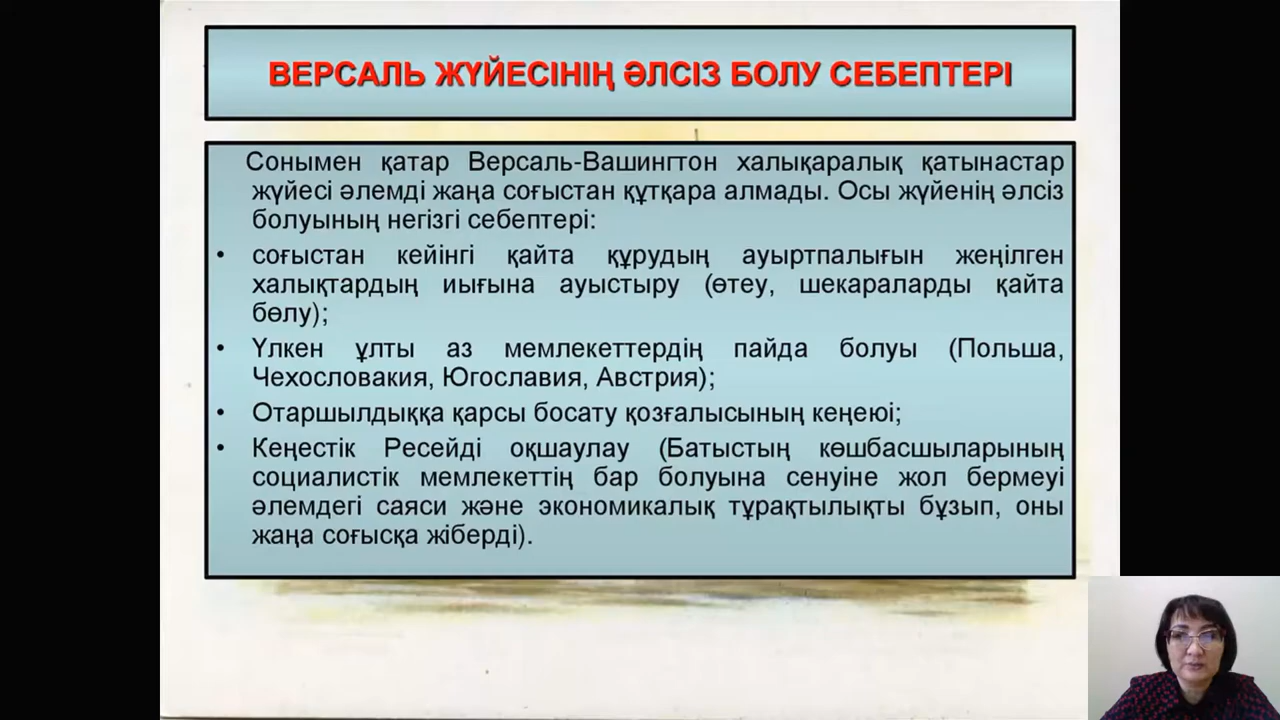 ВЕРСАЛЬ ЖҮЙЕСІНІҢ ӘЛСІЗ БОЛУ СЕБЕПТЕРІ
Сонымен қатар Версаль-Вашингтон халықаралық қатынастар
жүйесі әлемді жаңа соғыстан құтқара алмады. Осы жүйенің әлсіз
болуының негізгі себептері:
• соғыстан кейінгі қайта құрудың ауыртпалығын жеңілген
халықтардың иығына ауыстыру (өтеу, шекараларды қайта
бөлу);
• Үлкен ұлты аз мемлекеттердің пайда болуы (Польша,
Чехословакия, Югославия, Австрия);
• Отаршылдыққа қарсы босату қозғалысының кеңеюі;
• Кеңестік Ресейді оқшаулау (Батыстың көшбасшыларының
социалистік мемлекеттің бар болуына сенуіне жол бермеуі
әлемдегі саяси және экономикалық тұрақтылықты бұзып, оны
жаңа соғысқа жіберді).